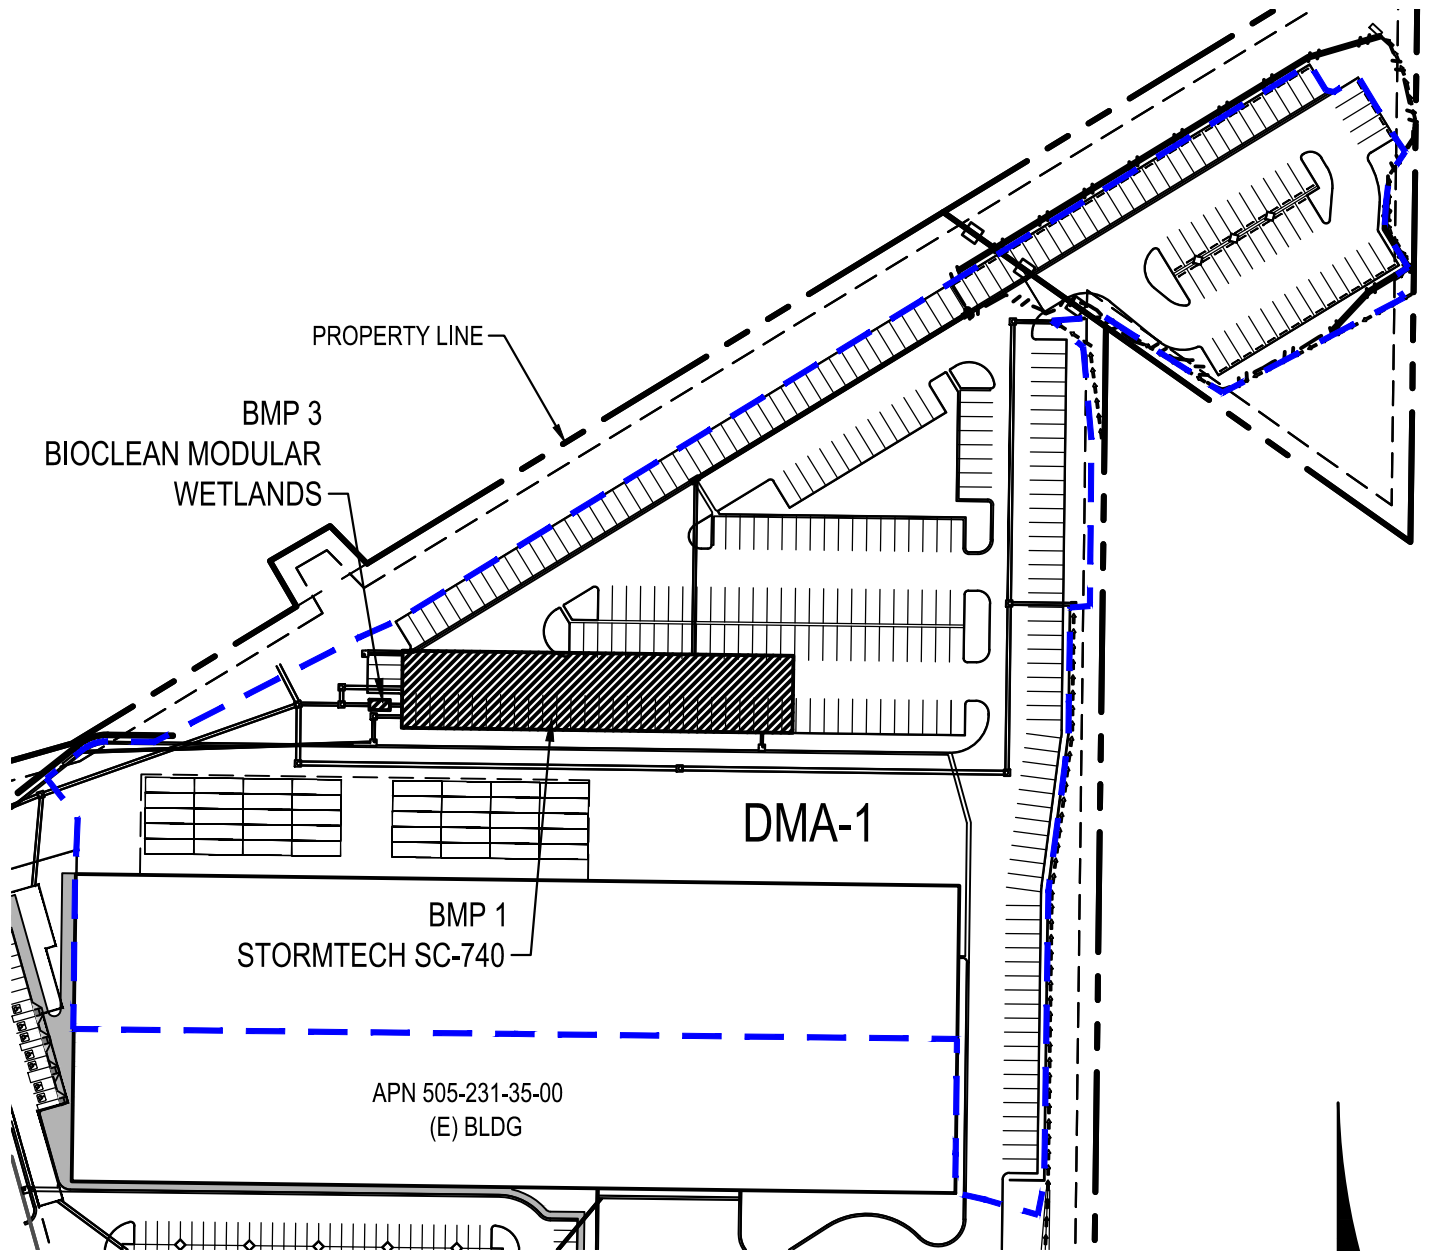 PROPERTY LINE
BMP 3
BIOCLEAN MODULAR
WETLANDS
DMA-1
BMP 1
STORMTECH SC-740
APN 505-231-35-00
(E) BLDG